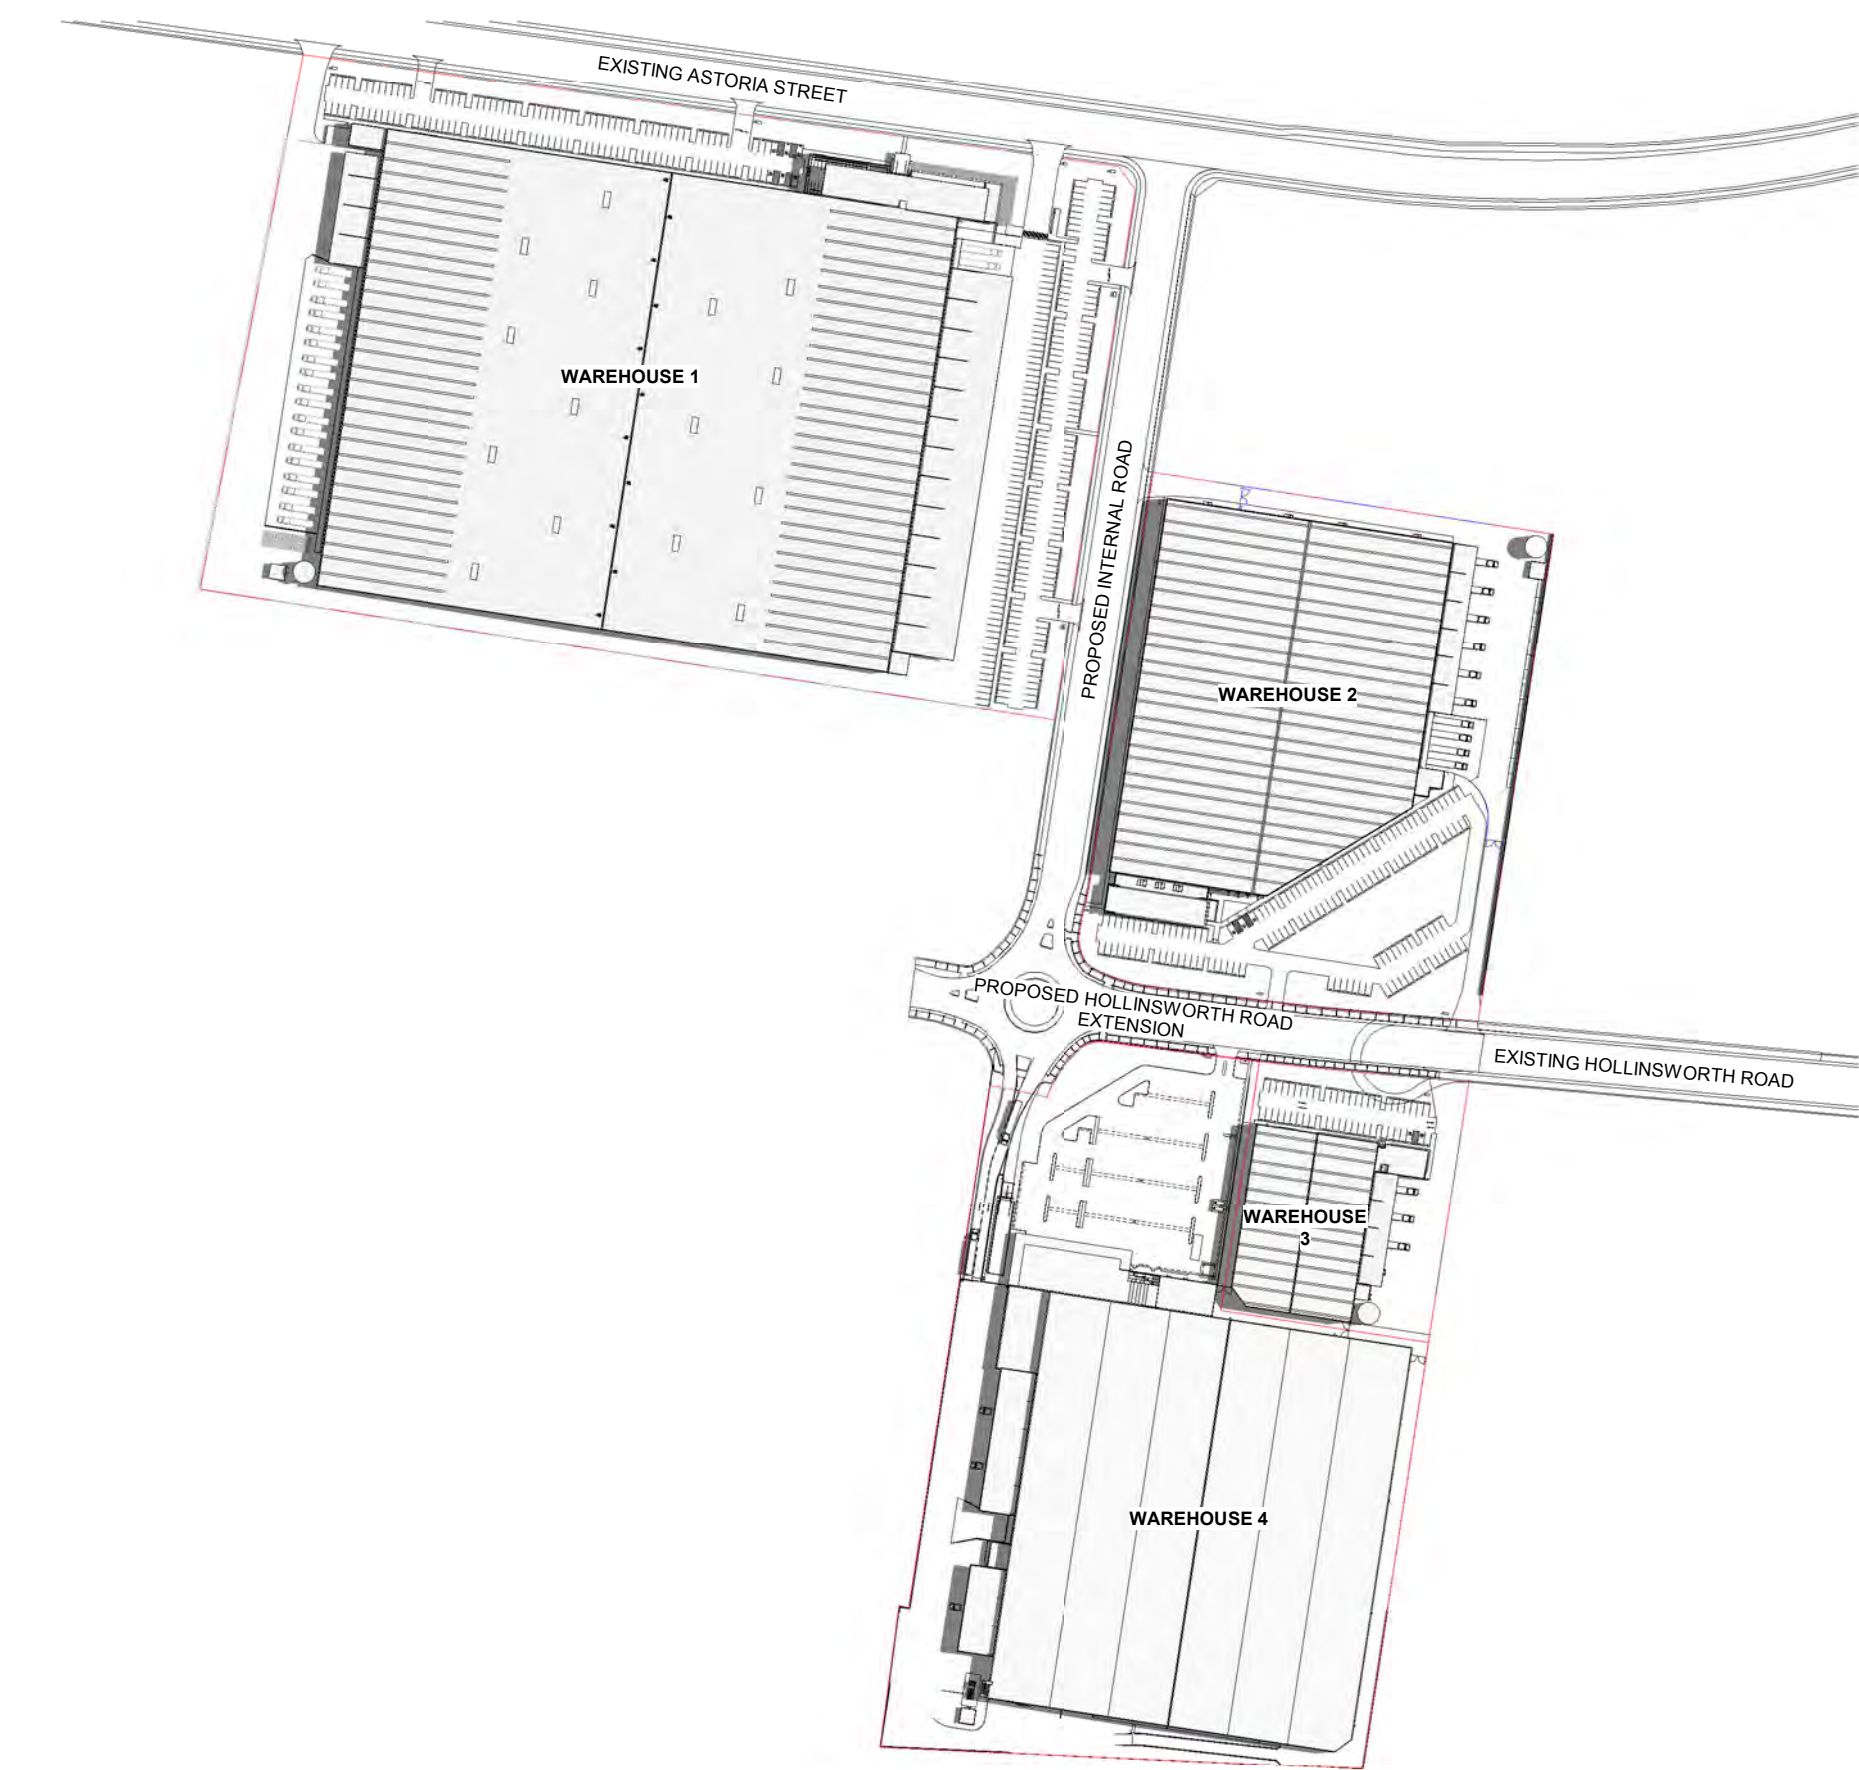 EXISTING ASTORIA STREET
WAREHOUSE 1
PROPOSED INTERNAL ROAD
WAREHOUSE 2
PROPOSED HOLLINSWORTH ROAD
EXTENSION
EXISTING HOLLINSWORTH ROAD
WAREHOUSE
3
WAREHOUSE 4